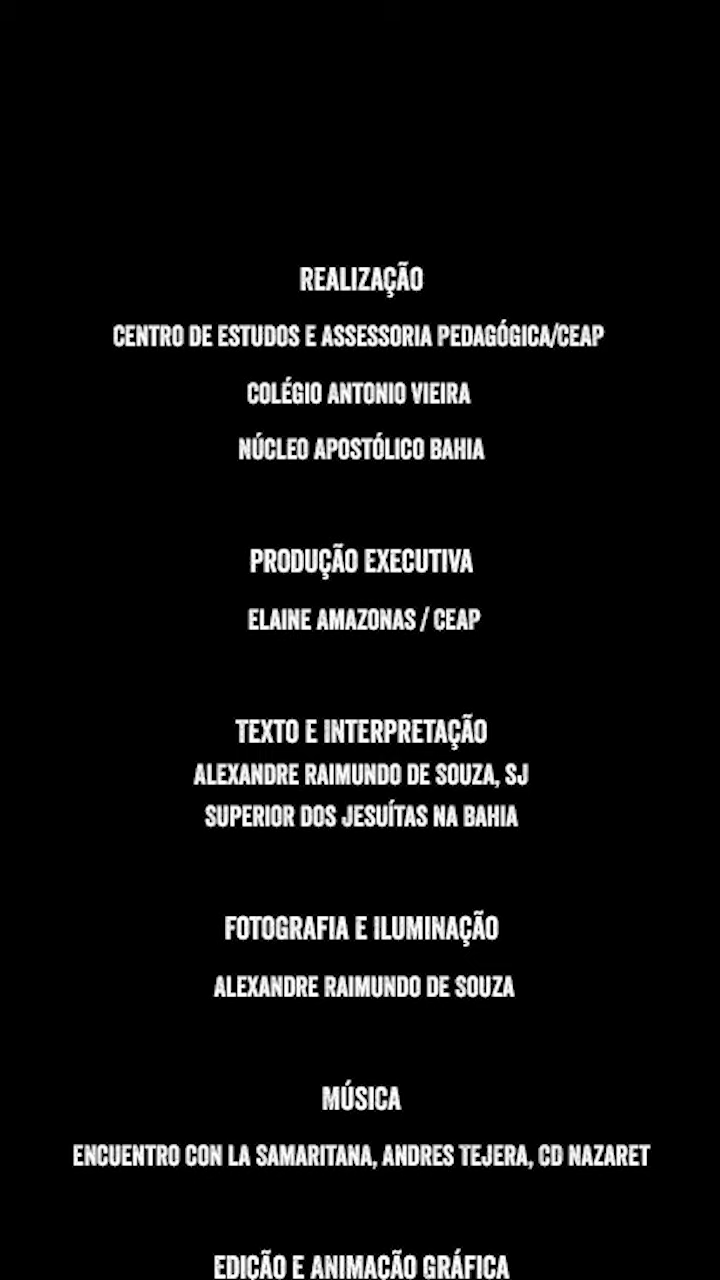 REALIZAÇÃO
CENTRO DE ESTUDOS E ASSESSORIA PEDAGÓGICA/CEAP
COLÉGIO ANTONIO VIEIRA
NÚCLEO APOSTÓLICO BAHIA
PRODUÇÃO EXECUTIVA
ELAINE AMAZONAS / CEAP
TEXTO E INTERPRETAÇÃO
ALEXANDRE RAIMUNDO DE SOUZA, SJ
SUPERIOR DOS JESUÍTAS NA BAHIA
FOTOGRAFIA E ILUMINAÇÃO
ALEXANDRE RAIMUNDO DE SOUZA
MÚSICA
ENCUENTRO CON LA SAMARITANA, ANDRES TEJERA, CD NAZARET
EDIÇÃO E ANIMAÇÃO GRÁFICA